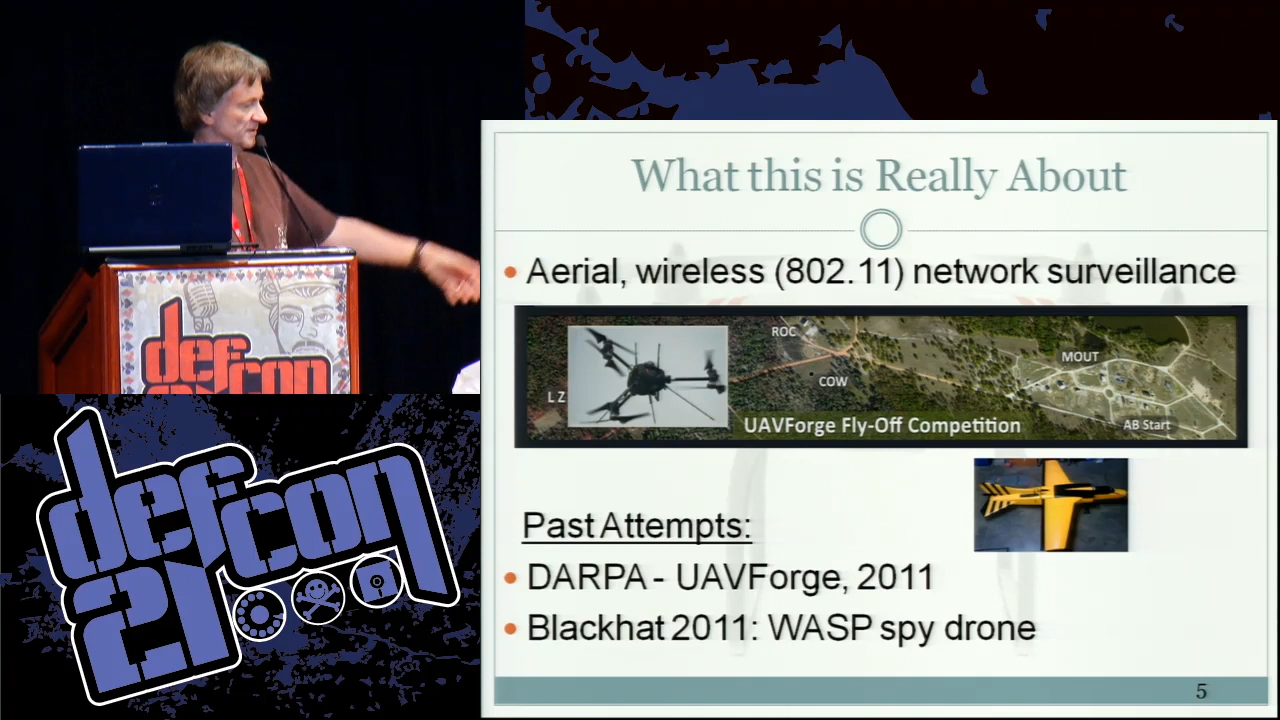 What this is Really About
Aerial, wireless (802.11) network surveillance
ROC
MOUT
COW
L Z
UAVForge Fly-Off Competition
AB Start
Past Attempts:
DARPA - UAVForge, 2011
Blackhat 2011: WASP spy drone
5
defcon
defcon
21